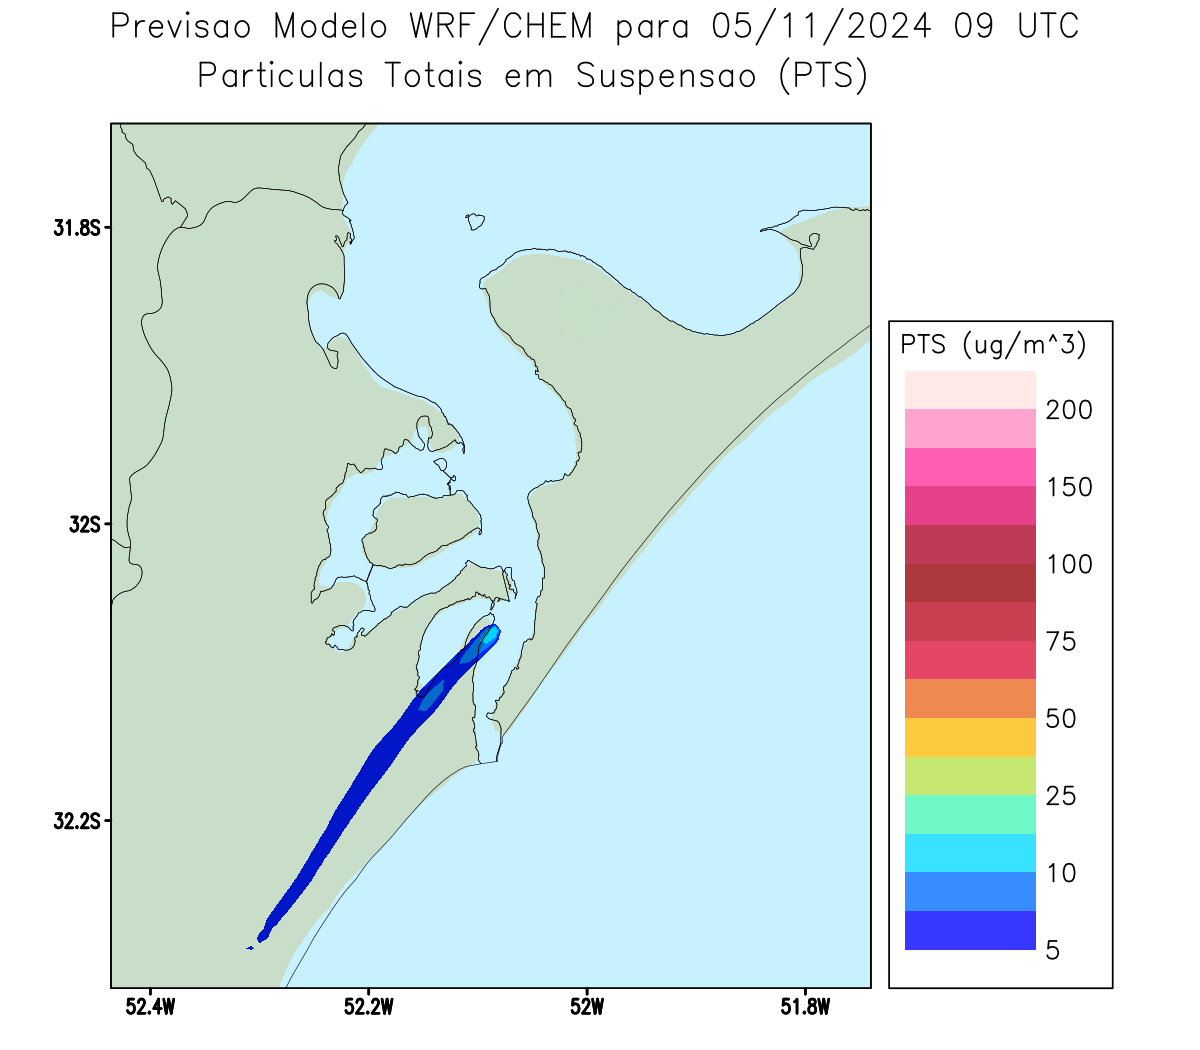 Previsao Modelo WRF/CHEM para 05/11/2024 09 UTC
Particulas Totais em Suspensao (PTS)
31.8S
32S
32.2S
52.4W
52.2W
52W
51.8W
PTS (ug/m^3)
200
150
100
75
50
25
10
5